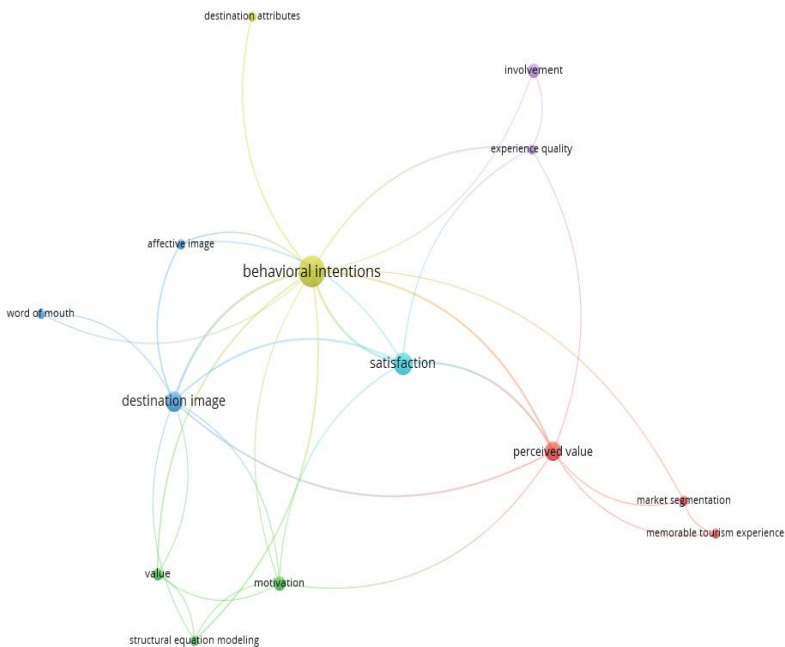 destination attributes
involvement
experience quality
affective image
behavioral intentions
word of mouth
satisfaction
destination image
perceived value
market segmentation
memorable tourism experience
value
motivation
structural equation modeling